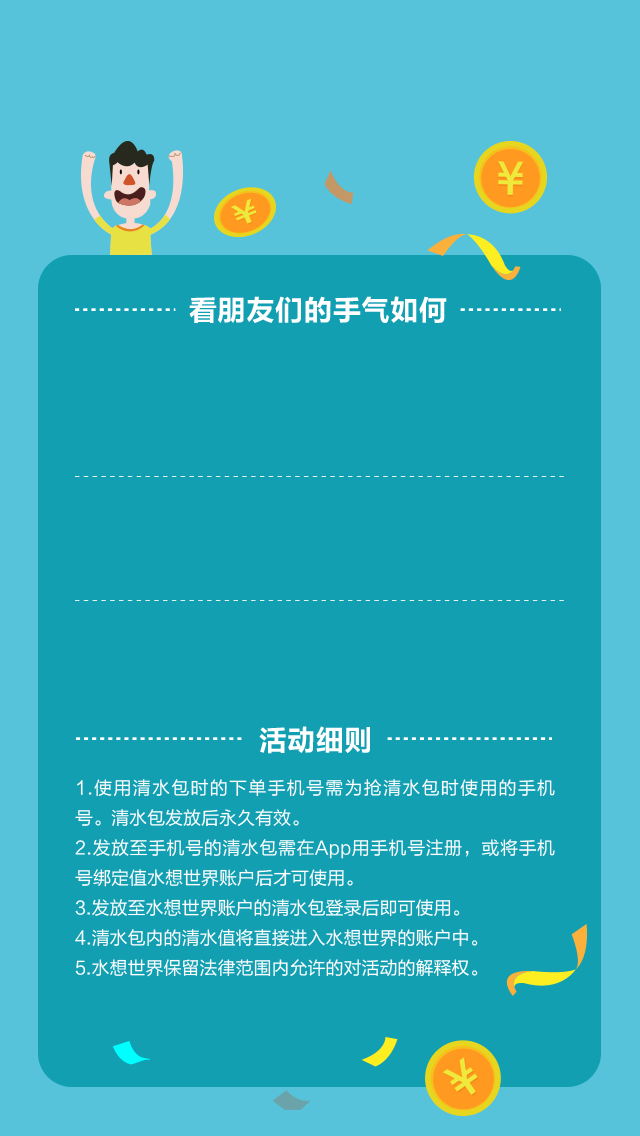 ¥
¥
看朋友们的手气如何
活动细则
1.使用清水包时的下单手机号需为抢清水包时使用的手机
号。清水包发放后永久有效。
2.发放至手机号的清水包需在App用手机号注册，或将手机
号绑定值水想世界账户后才可使用。
3.发放至水想世界账户的清水包登录后即可使用。
4.清水包内的清水值将直接进入水想世界的账户中。
5.水想世界保留法律范围内允许的对活动的解释权。
¥